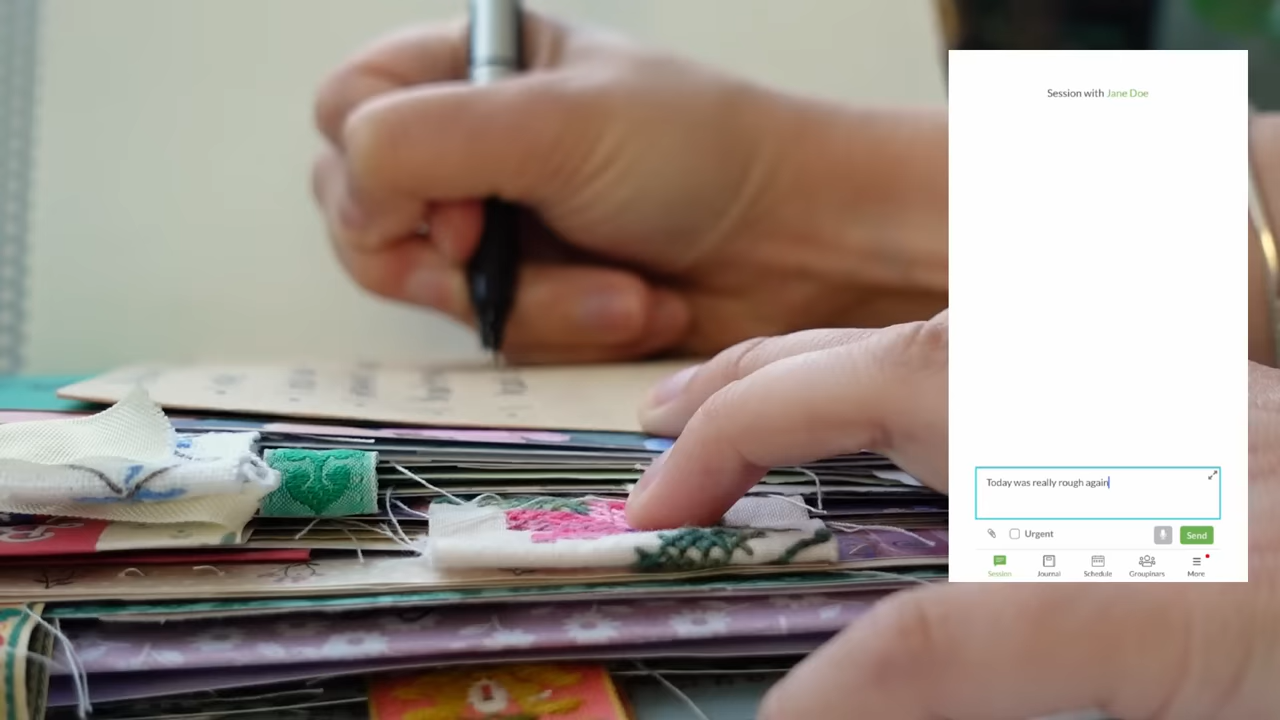 Session with Jane Doe
Today was really rough again
Urgent
Send
Session
Journal
Schedule
Groupinars
More